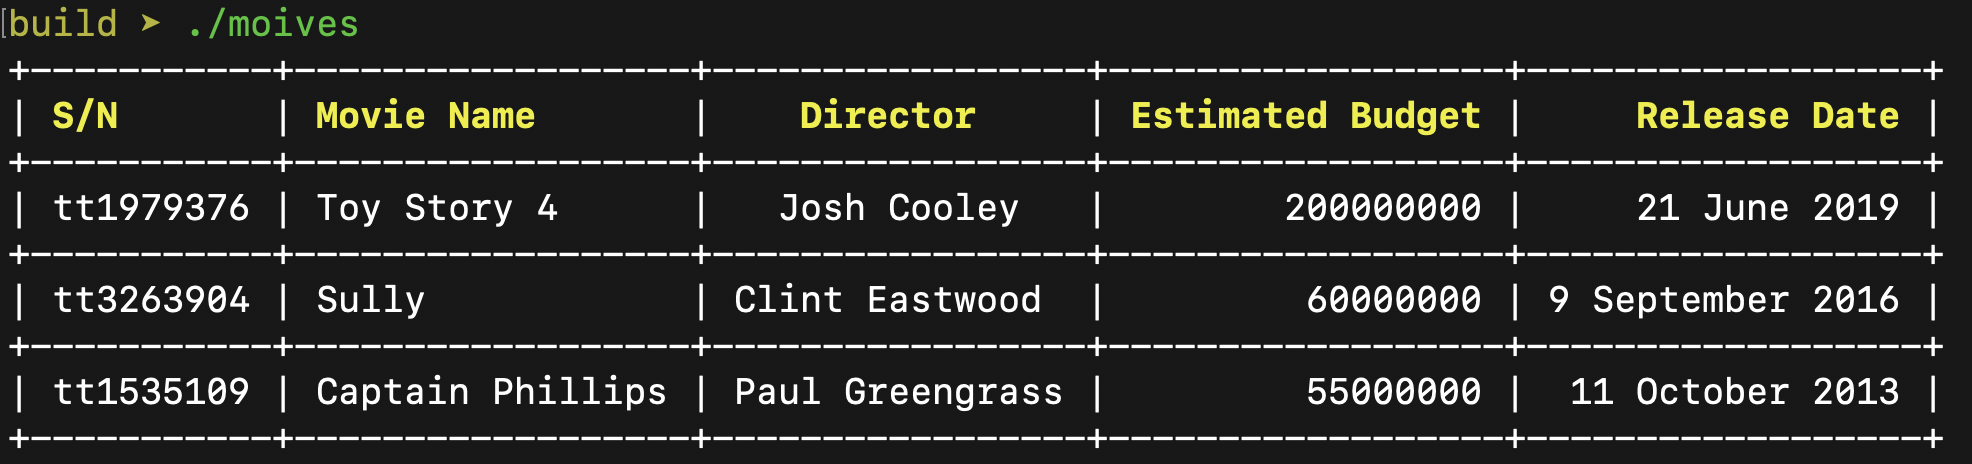 build ➤ ./moives
+-----------+------------------+-----------------+------------------+------------------+
| S/N       | Movie Name       |    Director     | Estimated Budget |     Release Date |
+-----------+------------------+-----------------+------------------+------------------+
| tt1979376 | Toy Story 4      |   Josh Cooley   |        200000000 |     21 June 2019 |
+-----------+------------------+-----------------+------------------+------------------+
| tt3263904 | Sully            | Clint Eastwood  |         60000000 | 9 September 2016 |
+-----------+------------------+-----------------+------------------+------------------+
| tt1535109 | Captain Phillips | Paul Greengrass |         55000000 |  11 October 2013 |
+-----------+------------------+-----------------+------------------+------------------+